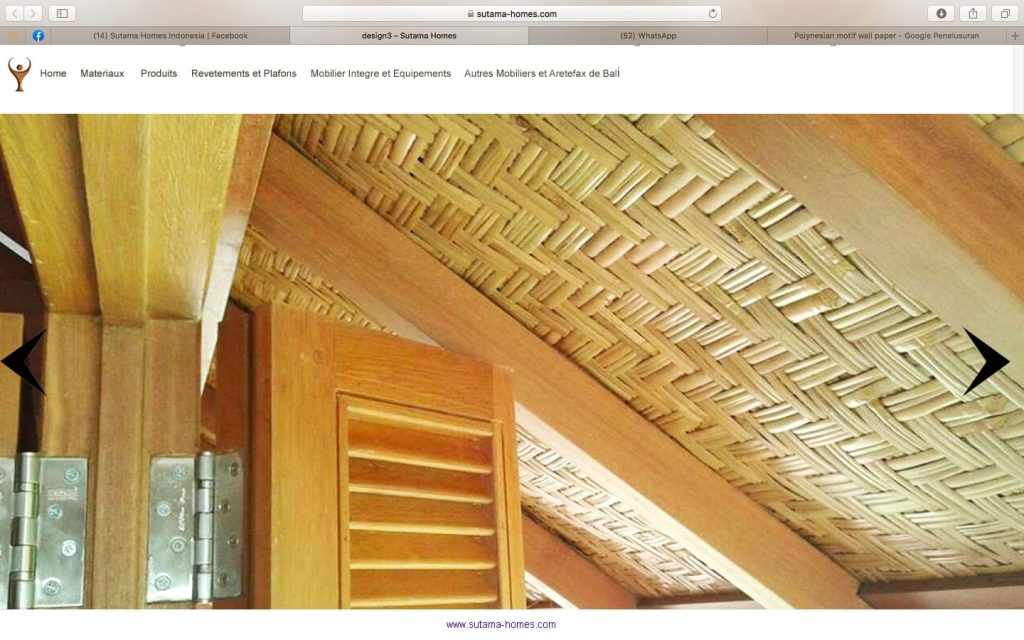 sutama-homes.com
(14) Sutama Homes Indonesia | Facebook
design3 – Sutama Homes
(52) WhatsApp
Polynesian motif wall paper - Google Penelusuran
Home Materiaux Produits Revetements et Plafons Mobilier Integre et Equipements Autres Mobiliers et Aretefax de Bali
www.sutama-homes.com